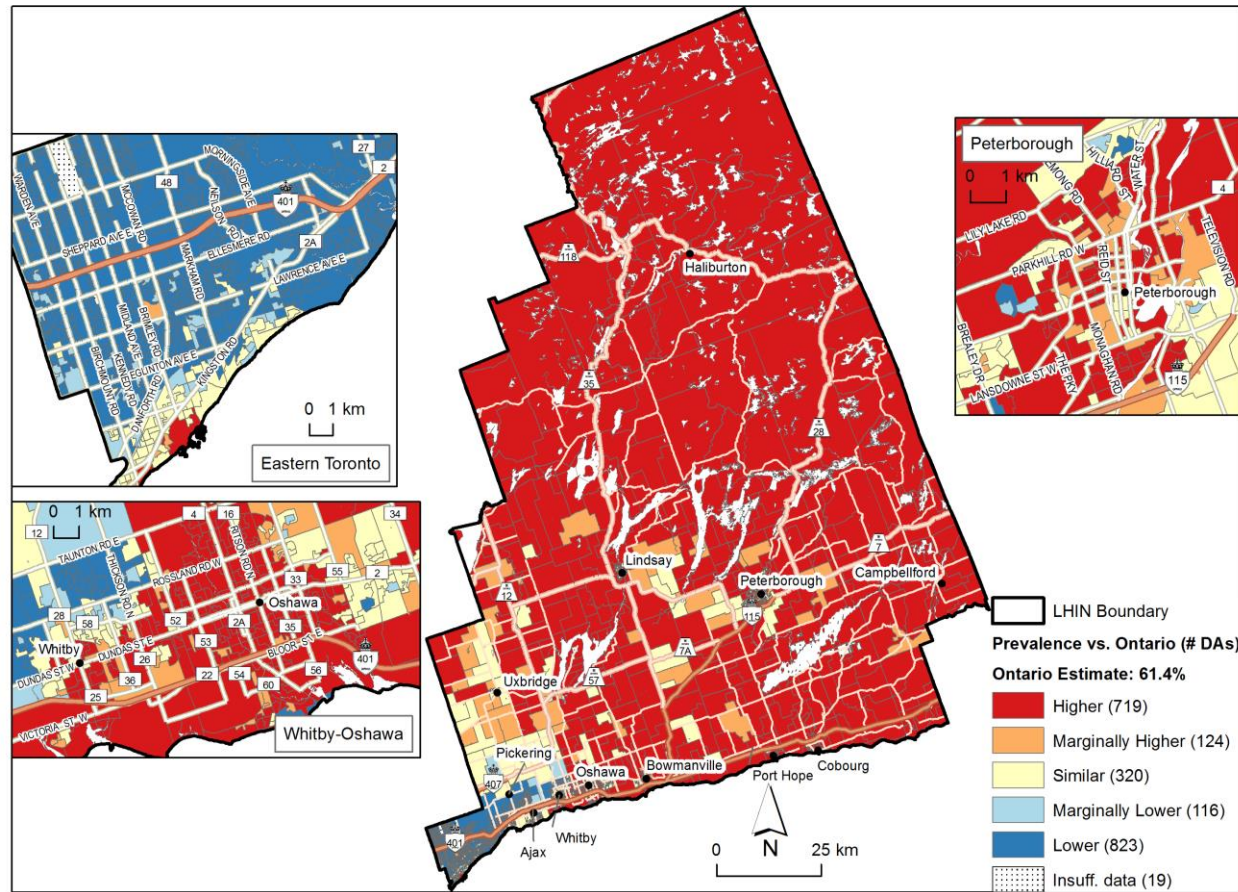 WARDEN AVE
MCCOWAN RD
48
MORNINGSIDE AVE
NEILSON RD
27
2
401
SHEPPARD AVE E
ELLESMERE RD
2A
LAWRENCE AVE E
MARKHAM RD
BRIMLEY RD
MIDLAND AVE
KENNEDY RD
BIRCHMOUNT RD
EGLINTON AVE E
DANFORTH RD
KINGSTON RD
0 1 km
Eastern Toronto
0 1 km
4
16
34
12
TAUNTON RD E
THICKSON RD N
ROSSLAND RD W
RITSON RD N
33
55
2
28
58
52
Oshawa
2A
35
Whitby
DUNDAS ST W
DUNDAS ST E
26
53
BLOOR ST E
36
22
54
56
401
25
60
VICTORIA ST W
Whitby-Oshawa
118
Haliburton
35
28
Lindsay
7
Campbellford
Peterborough
12
115
7A
57
Uxbridge
Pickering
407
Oshawa
Bowmanville
Port Hope
Cobourg
Whitby
Ajax
401
N
0 25 km
Peterborough
0 1 km
HILLIARD ST
WATER ST
4
LILY LAKE RD
TELEVISION RD
PARKHILL RD W
REID ST
Peterborough
BREALEY DR
MONAGHAN RD
THE PKY
LANSDOWNE ST W
115
LHIN Boundary
Prevalence vs. Ontario (# DAs)
Ontario Estimate: 61.4%
Higher (719)
Marginally Higher (124)
Similar (320)
Marginally Lower (116)
Lower (823)
Insuff. data (19)